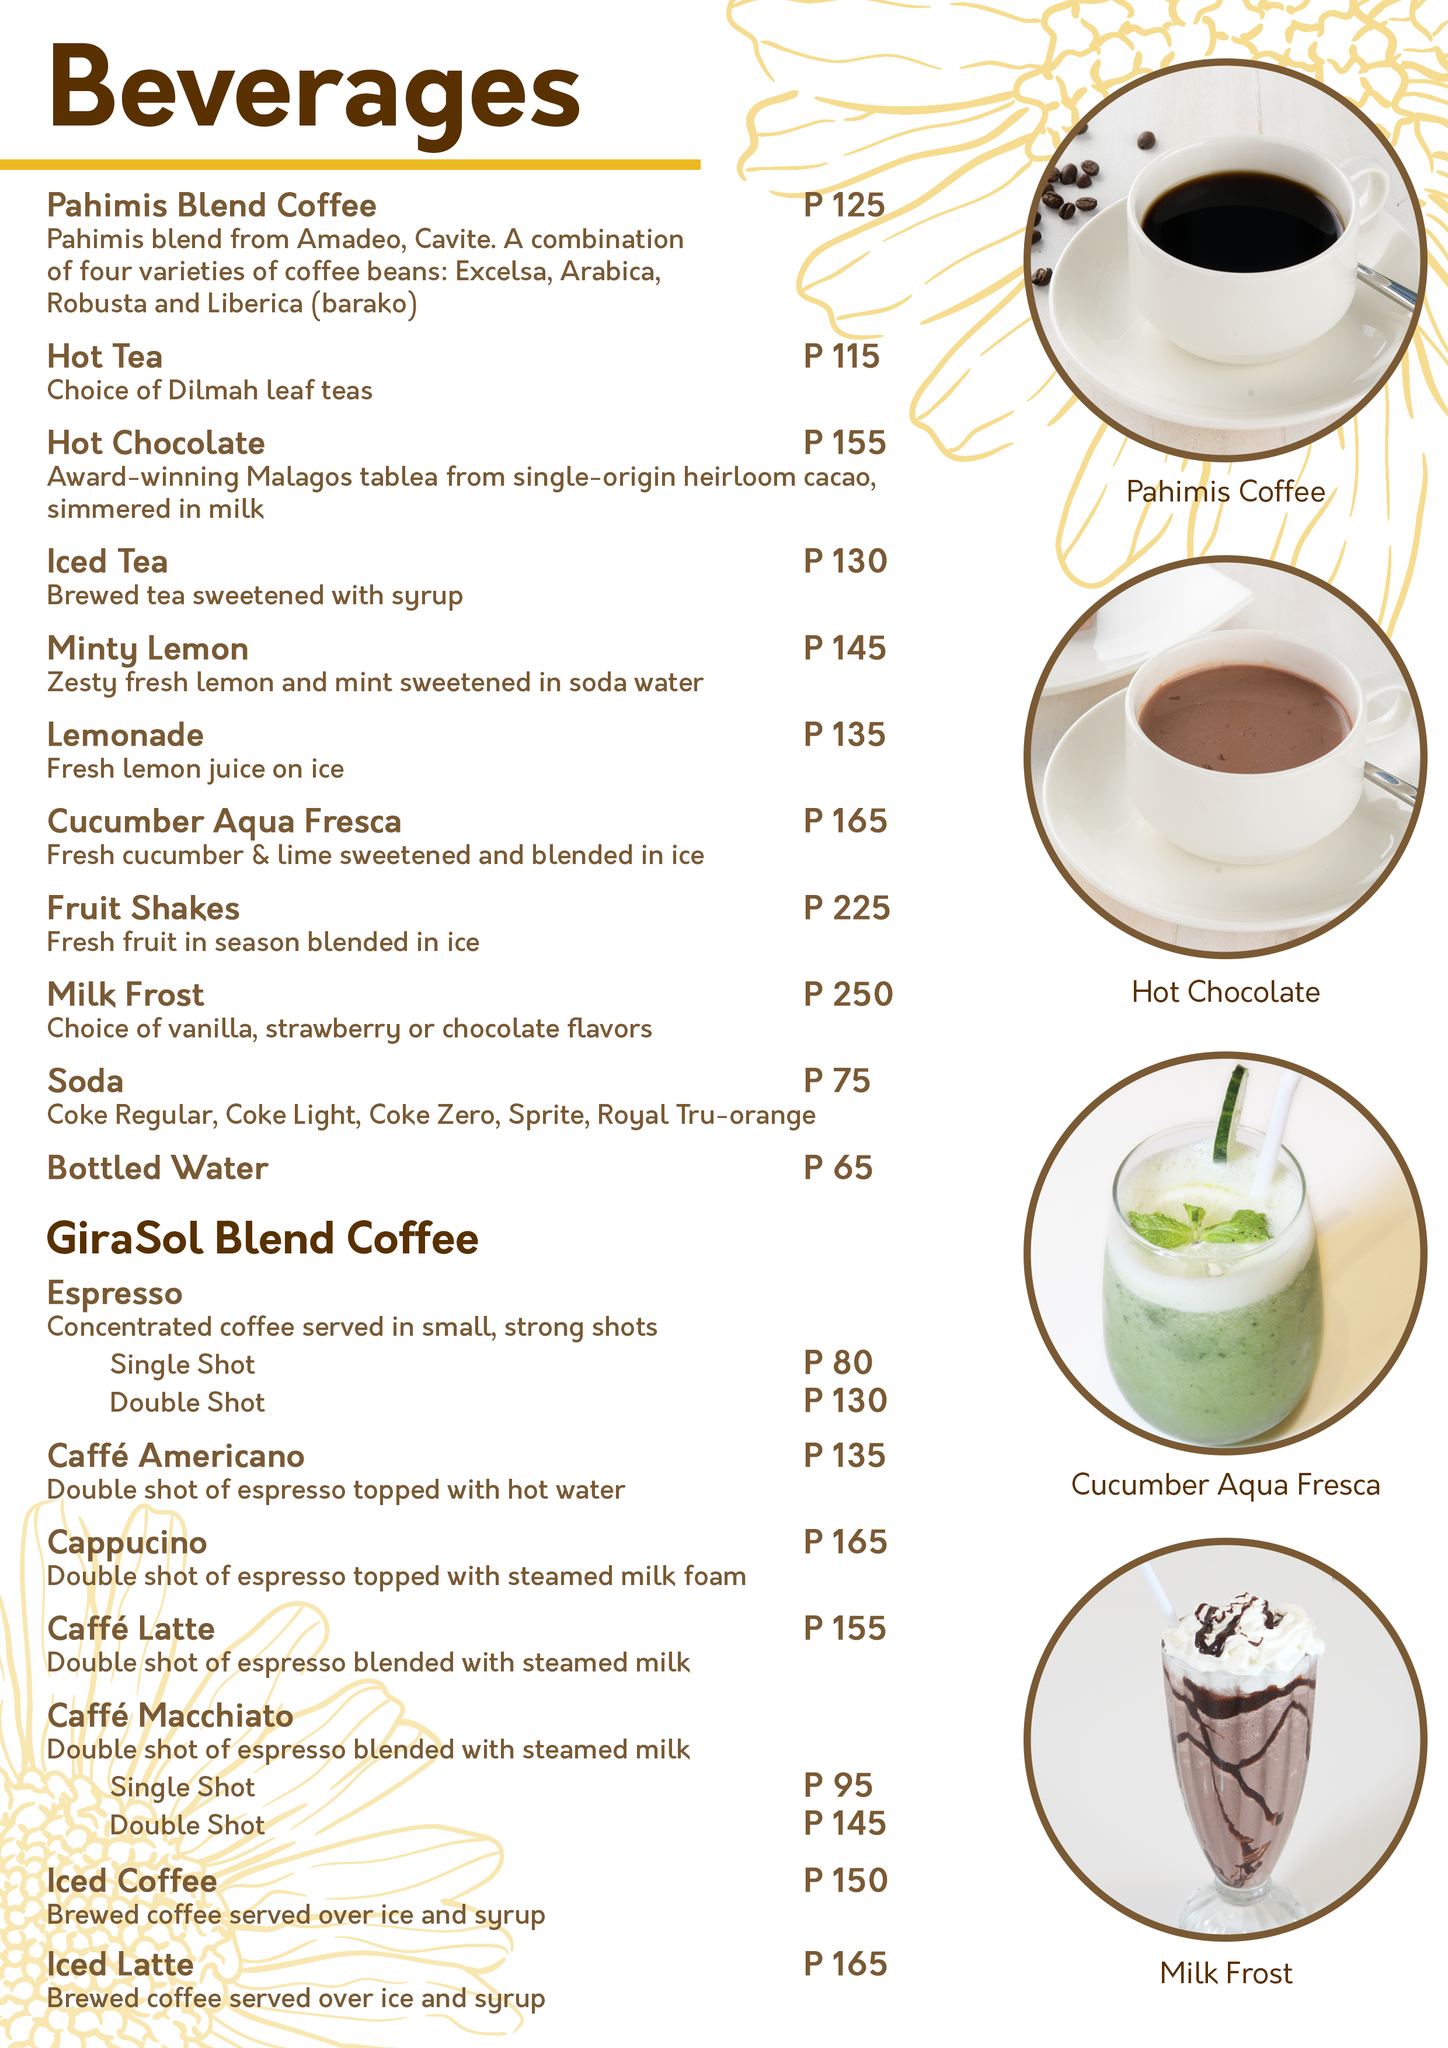 Beverages
Pahimis Blend Coffee P 125
Pahimis blend from Amadeo, Cavite. A combination
of four varieties of coffee beans: Excelsa, Arabica,
Robusta and Liberica (barako)
Hot Tea P 115
Choice of Dilmah leaf teas
Hot Chocolate P 155
Award-winning Malagos tablea from single-origin heirloom cacao,
simmered in milk
Iced Tea P 130
Brewed tea sweetened with syrup
Minty Lemon P 145
Zesty fresh lemon and mint sweetened in soda water
Lemonade P 135
Fresh lemon juice on ice
Cucumber Aqua Fresca P 165
Fresh cucumber & lime sweetened and blended in ice
Fruit Shakes P 225
Fresh fruit in season blended in ice
Milk Frost P 250
Choice of vanilla, strawberry or chocolate flavors
Soda P 75
Coke Regular, Coke Light, Coke Zero, Sprite, Royal Tru-orange
Bottled Water P 65
GiraSol Blend Coffee
Espresso
Concentrated coffee served in small, strong shots
Single Shot P 80
Double Shot P 130
Caffé Americano P 135
Double shot of espresso topped with hot water
Cappucino P 165
Double shot of espresso topped with steamed milk foam
Caffé Latte P 155
Double shot of espresso blended with steamed milk
Caffé Macchiato
Double shot of espresso blended with steamed milk
Single Shot P 95
Double Shot P 145
Iced Coffee P 150
Brewed coffee served over ice and syrup
Iced Latte P 165
Brewed coffee served over ice and syrup
Pahimis Coffee
Hot Chocolate
Cucumber Aqua Fresca
Milk Frost